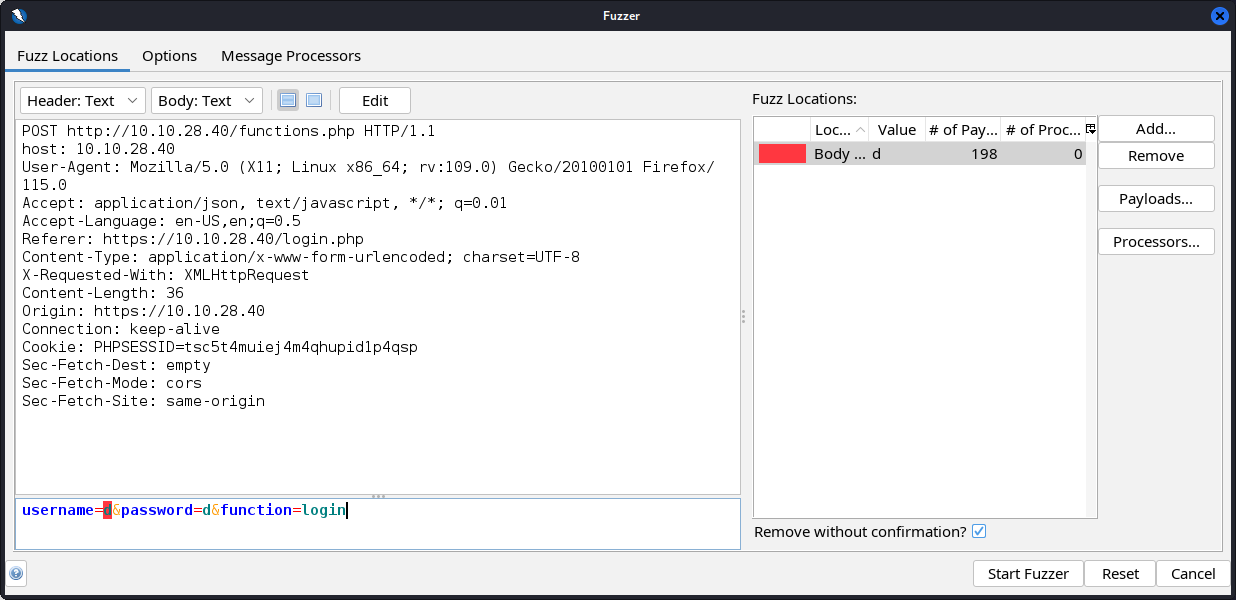 Fuzzer
Fuzz Locations Options Message Processors
Header: Text Body: Text Edit
POST http://10.10.28.40/functions.php HTTP/1.1
host: 10.10.28.40
User-Agent: Mozilla/5.0 (X11; Linux x86_64; rv:109.0) Gecko/20100101 Firefox/
115.0
Accept: application/json, text/javascript, */*; q=0.01
Accept-Language: en-US,en;q=0.5
Referer: https://10.10.28.40/login.php
Content-Type: application/x-www-form-urlencoded; charset=UTF-8
X-Requested-With: XMLHttpRequest
Content-Length: 36
Origin: https://10.10.28.40
Connection: keep-alive
Cookie: PHPSESSID=tsc5t4muiej4m4qhupid1p4qsp
Sec-Fetch-Dest: empty
Sec-Fetch-Mode: cors
Sec-Fetch-Site: same-origin
username=d&password=d&function=login
Fuzz Locations:
Loc... Value # of Pay... # of Proc...
Body ... d 198 0
Add...
Remove
Payloads...
Processors...
Remove without confirmation?
Start Fuzzer Reset Cancel